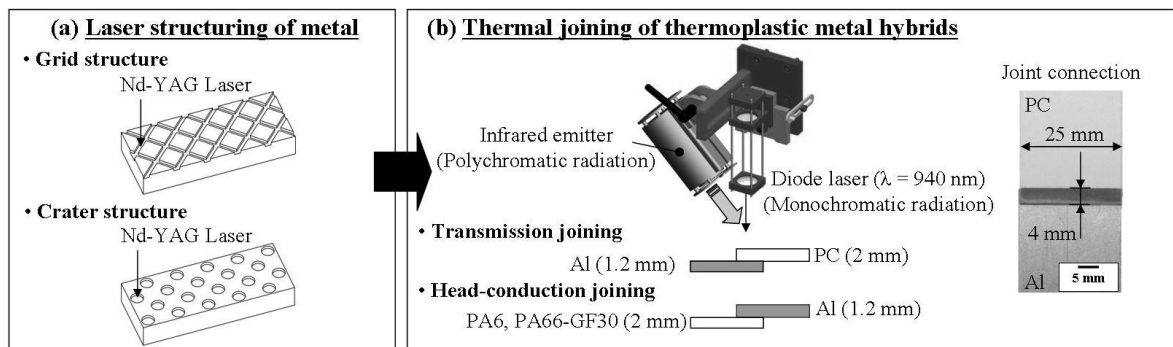 (a) Laser structuring of metal
• Grid structure
Nd-YAG Laser
• Crater structure
Nd-YAG Laser
(b) Thermal joining of thermoplastic metal hybrids
Infrared emitter
(Polychromatic radiation)
Diode laser (λ = 940 nm)
(Monochromatic radiation)
• Transmission joining
Al (1.2 mm)
PC (2 mm)
• Head-conduction joining
PA6, PA66-GF30 (2 mm)
Al (1.2 mm)
Joint connection
PC
25 mm
4 mm
Al
5 mm